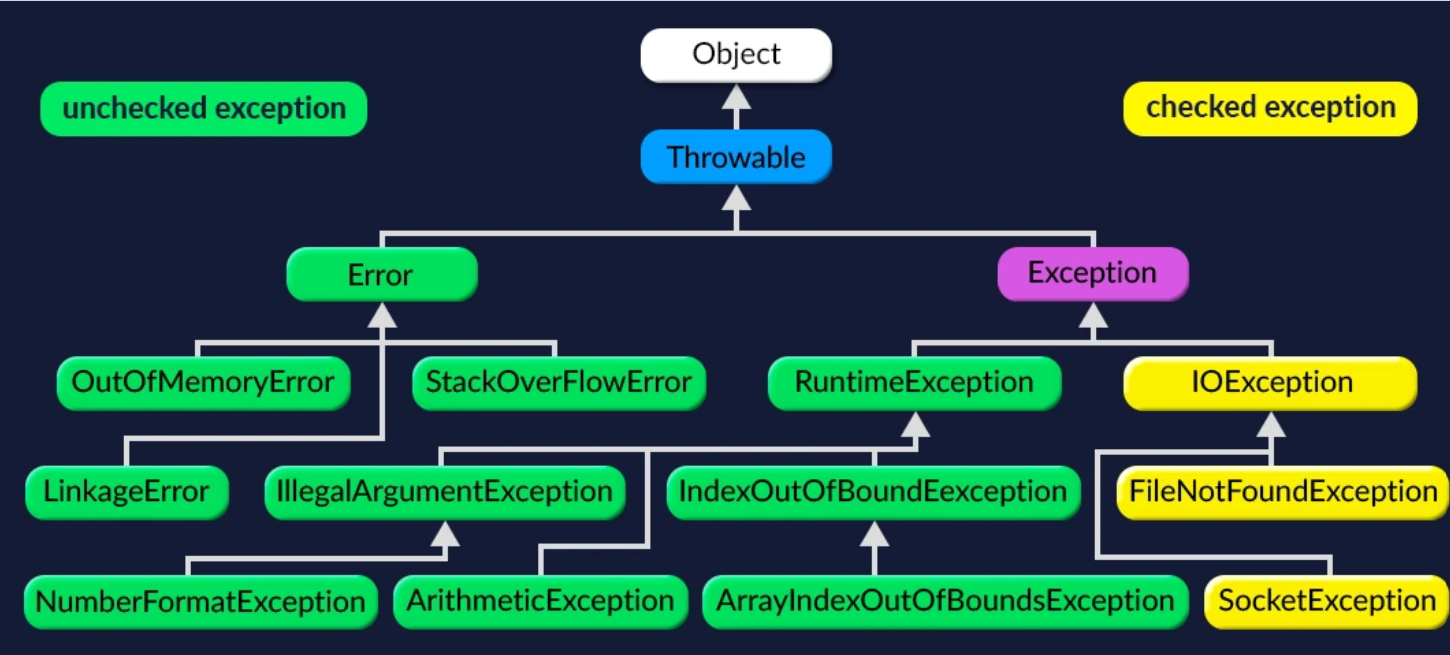 Object
unchecked exception
checked exception
Throwable
Error
Exception
OutOfMemoryError
StackOverFlowError
RuntimeException
IOException
LinkageError
IllegalArgumentException
IndexOutOfBoundEexception
FileNotFoundException
NumberFormatException
ArithmeticException
ArrayIndexOutOfBoundsException
SocketException